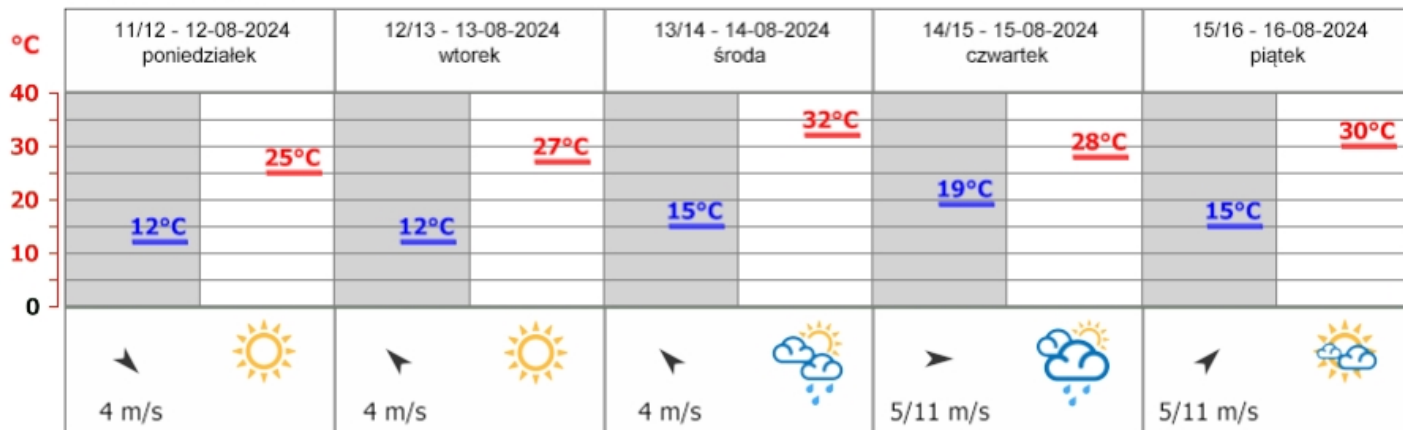 °C
11/12 - 12-08-2024
poniedziałek
12/13 - 13-08-2024
wtorek
13/14 - 14-08-2024
środa
14/15 - 15-08-2024
czwartek
15/16 - 16-08-2024
piątek
40
30
20
10
0
12°C
25°C
12°C
27°C
15°C
32°C
19°C
28°C
15°C
30°C
4 m/s
4 m/s
4 m/s
5/11 m/s
5/11 m/s